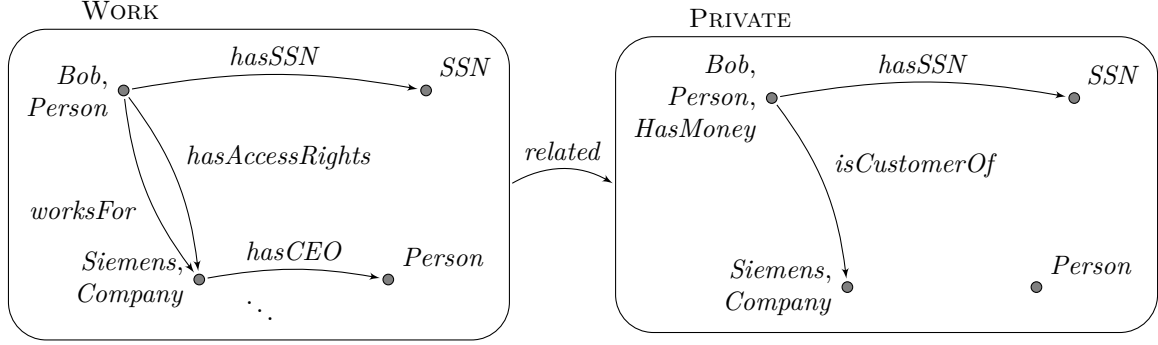 WORK
hasSSN
Bob,
Person
SSN
hasAccessRights
worksFor
Siemens,
Company
hasCEO
Person
related
PRIVATE
Bob,
Person,
HasMoney
hasSSN
SSN
isCustomerOf
Siemens,
Company
Person